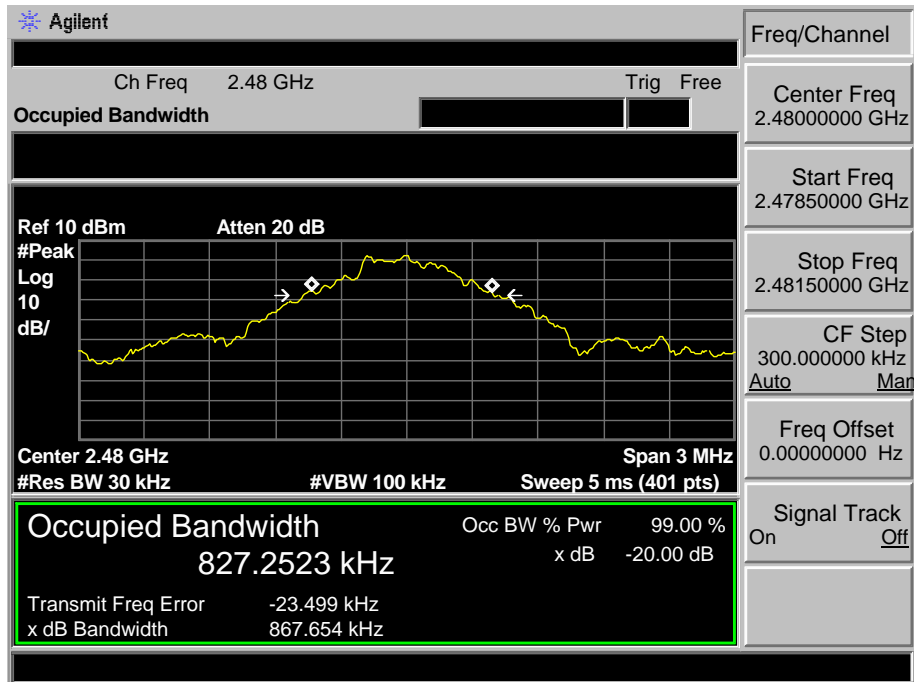 Agilent
Freq/Channel
Ch Freq 2.48 GHz Trig Free
Occupied Bandwidth
Center Freq
2.48000000 GHz
Start Freq
2.47850000 GHz
Stop Freq
2.48150000 GHz
CF Step
300.000000 kHz
Auto Man
Freq Offset
0.00000000 Hz
Signal Track
On Off
Ref 10 dBm Atten 20 dB
#Peak
Log
10
dB/
Center 2.48 GHz Span 3 MHz
#Res BW 30 kHz #VBW 100 kHz Sweep 5 ms (401 pts)
Occupied Bandwidth
827.2523 kHz
Occ BW % Pwr 99.00 %
x dB -20.00 dB
Transmit Freq Error -23.499 kHz
x dB Bandwidth 867.654 kHz